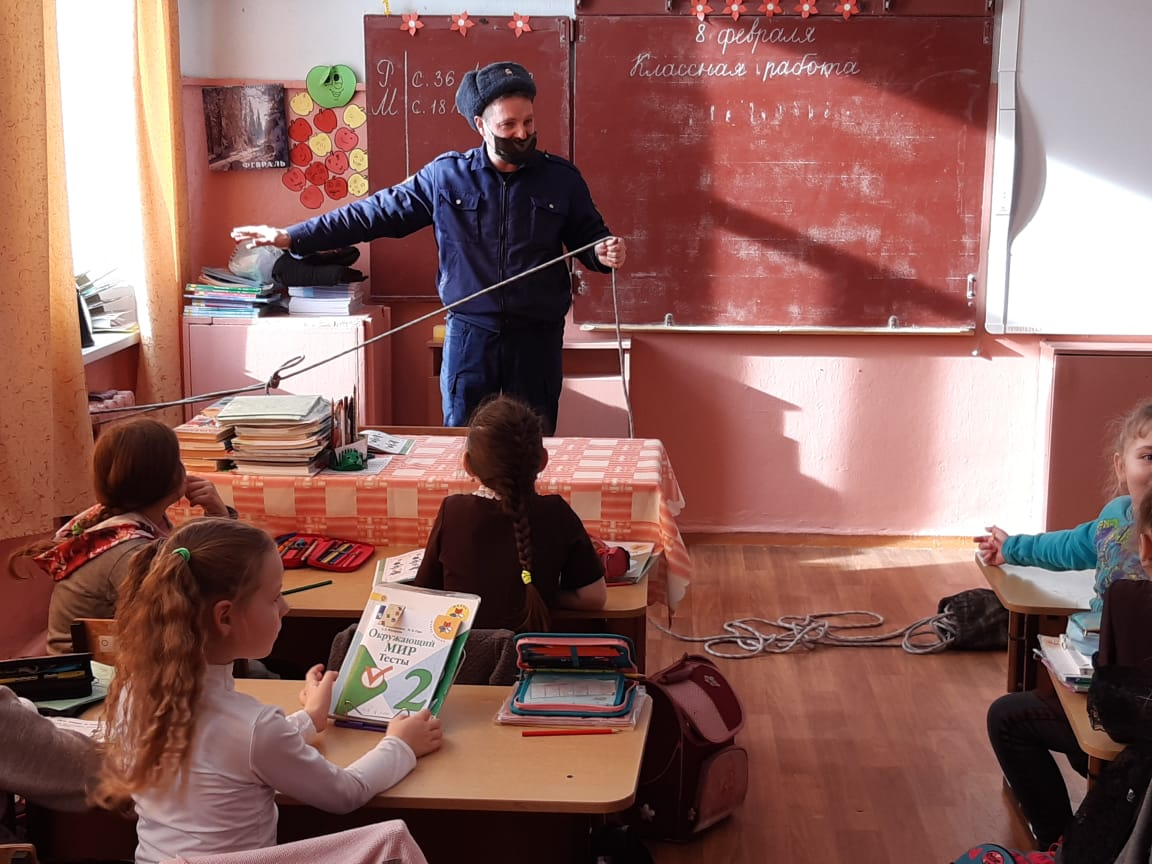 8 февраля
Классная работа
Р
С. 36
М
С. 18
ФЕВРАЛЬ
Окружающий
МИР
Тесты
2